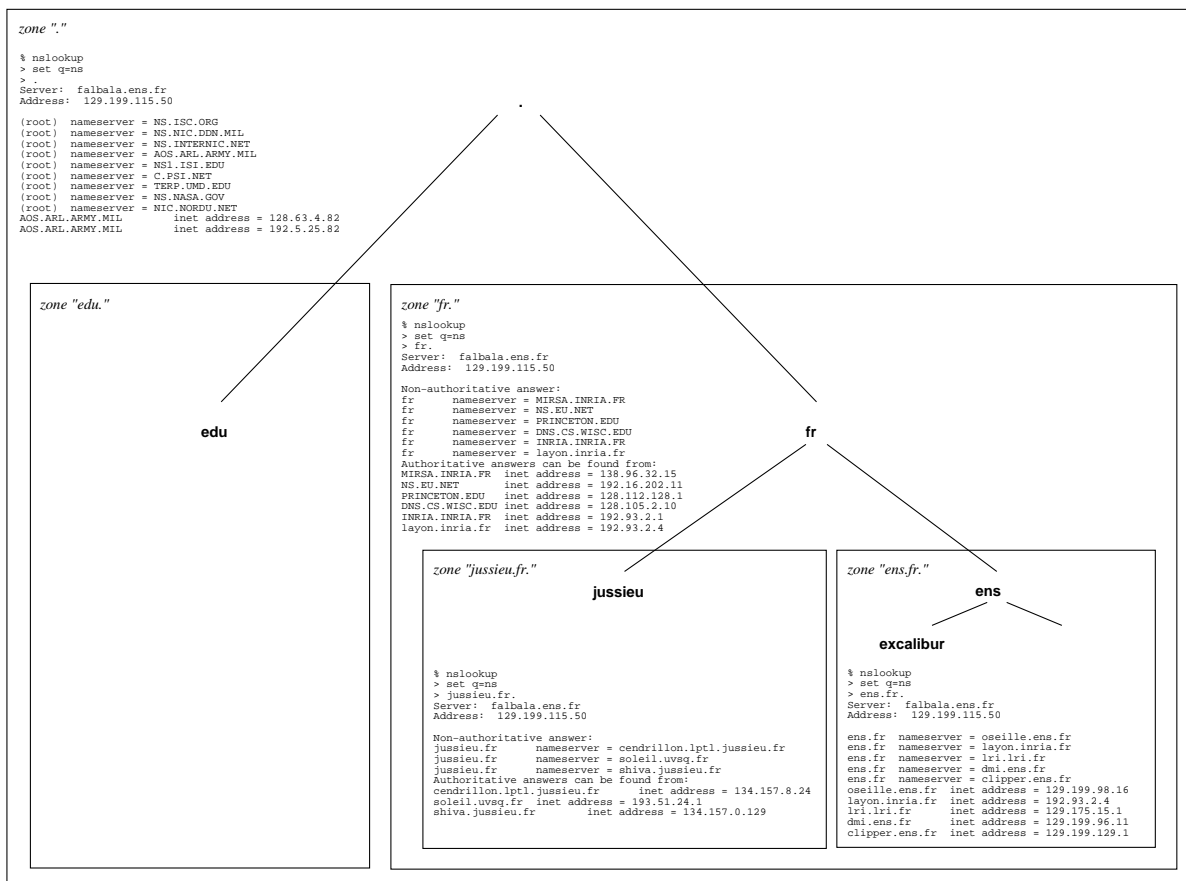 zone "."
% nslookup
> set q=ns
> .
Server:  falbala.ens.fr
Address:  129.199.115.50
(root)  nameserver = NS.ISC.ORG
(root)  nameserver = NS.NIC.DDN.MIL
(root)  nameserver = NS.INTERNIC.NET
(root)  nameserver = AOS.ARL.ARMY.MIL
(root)  nameserver = NS1.ISI.EDU
(root)  nameserver = C.PSI.NET
(root)  nameserver = TERP.UMD.EDU
(root)  nameserver = NS.NASA.GOV
(root)  nameserver = NIC.NORDU.NET
AOS.ARL.ARMY.MIL        inet address = 128.63.4.82
AOS.ARL.ARMY.MIL        inet address = 192.5.25.82
.
zone "edu."
edu
zone "fr."
% nslookup
> set q=ns
> fr.
Server:  falbala.ens.fr
Address:  129.199.115.50
Non-authoritative answer:
fr      nameserver = MIRSA.INRIA.FR
fr      nameserver = NS.EU.NET
fr      nameserver = PRINCETON.EDU
fr      nameserver = DNS.CS.WISC.EDU
fr      nameserver = INRIA.INRIA.FR
fr      nameserver = layon.inria.fr
Authoritative answers can be found from:
MIRSA.INRIA.FR  inet address = 138.96.32.15
NS.EU.NET       inet address = 192.16.202.11
PRINCETON.EDU   inet address = 128.112.128.1
DNS.CS.WISC.EDU inet address = 128.105.2.10
INRIA.INRIA.FR  inet address = 192.93.2.1
layon.inria.fr  inet address = 192.93.2.4
fr
zone "jussieu.fr."
jussieu
% nslookup
> set q=ns
> jussieu.fr.
Server:  falbala.ens.fr
Address:  129.199.115.50
Non-authoritative answer:
jussieu.fr      nameserver = cendrillon.lptl.jussieu.fr
jussieu.fr      nameserver = soleil.uvsq.fr
jussieu.fr      nameserver = shiva.jussieu.fr
Authoritative answers can be found from:
cendrillon.lptl.jussieu.fr      inet address = 134.157.8.24
soleil.uvsq.fr  inet address = 193.51.24.1
shiva.jussieu.fr        inet address = 134.157.0.129
zone "ens.fr."
ens
excalibur
% nslookup
> set q=ns
> ens.fr.
Server:  falbala.ens.fr
Address:  129.199.115.50
ens.fr  nameserver = oseille.ens.fr
ens.fr  nameserver = layon.inria.fr
ens.fr  nameserver = lri.lri.fr
ens.fr  nameserver = dmi.ens.fr
ens.fr  nameserver = clipper.ens.fr
oseille.ens.fr  inet address = 129.199.98.16
layon.inria.fr  inet address = 192.93.2.4
lri.lri.fr      inet address = 129.175.15.1
dmi.ens.fr      inet address = 129.199.96.11
clipper.ens.fr  inet address = 129.199.129.1